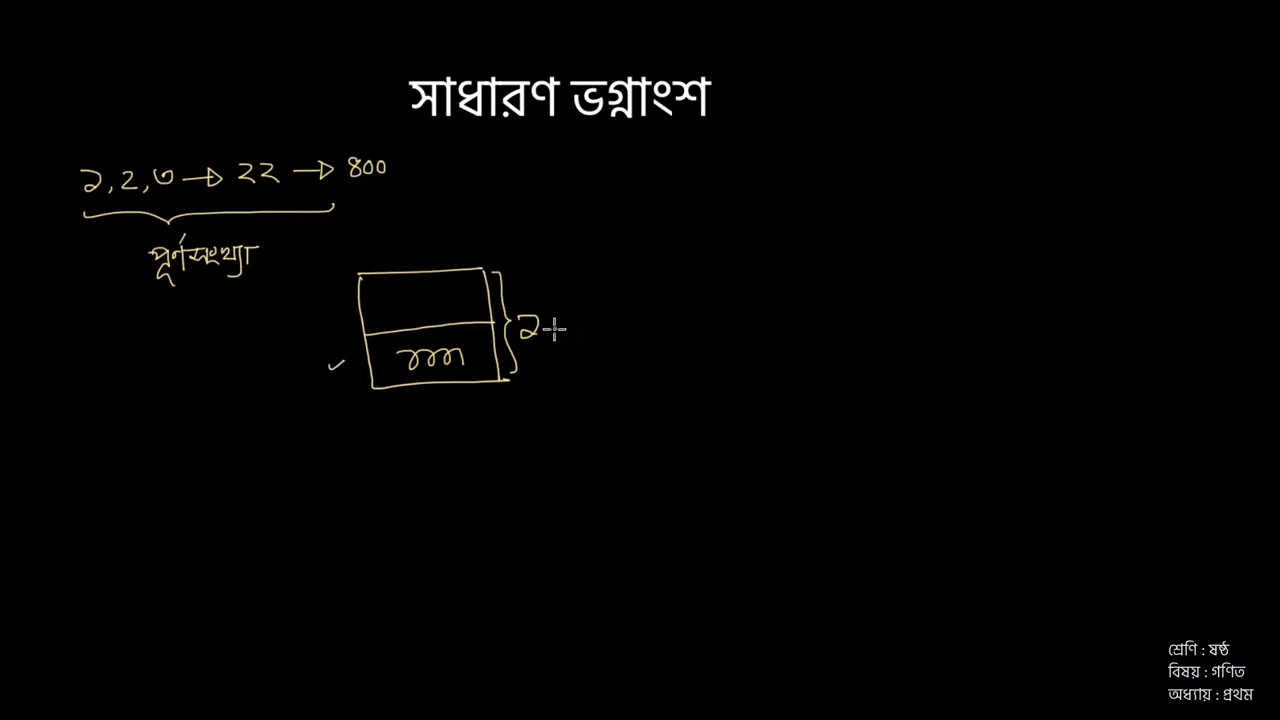 সাধারণ ভগ্নাংশ
১, ২, ৩ → ২২ → ৪০০
পূর্ণসংখ্যা
২
শ্রেণি : ষষ্ঠ
বিষয় : গণিত
অধ্যায় : প্রথম